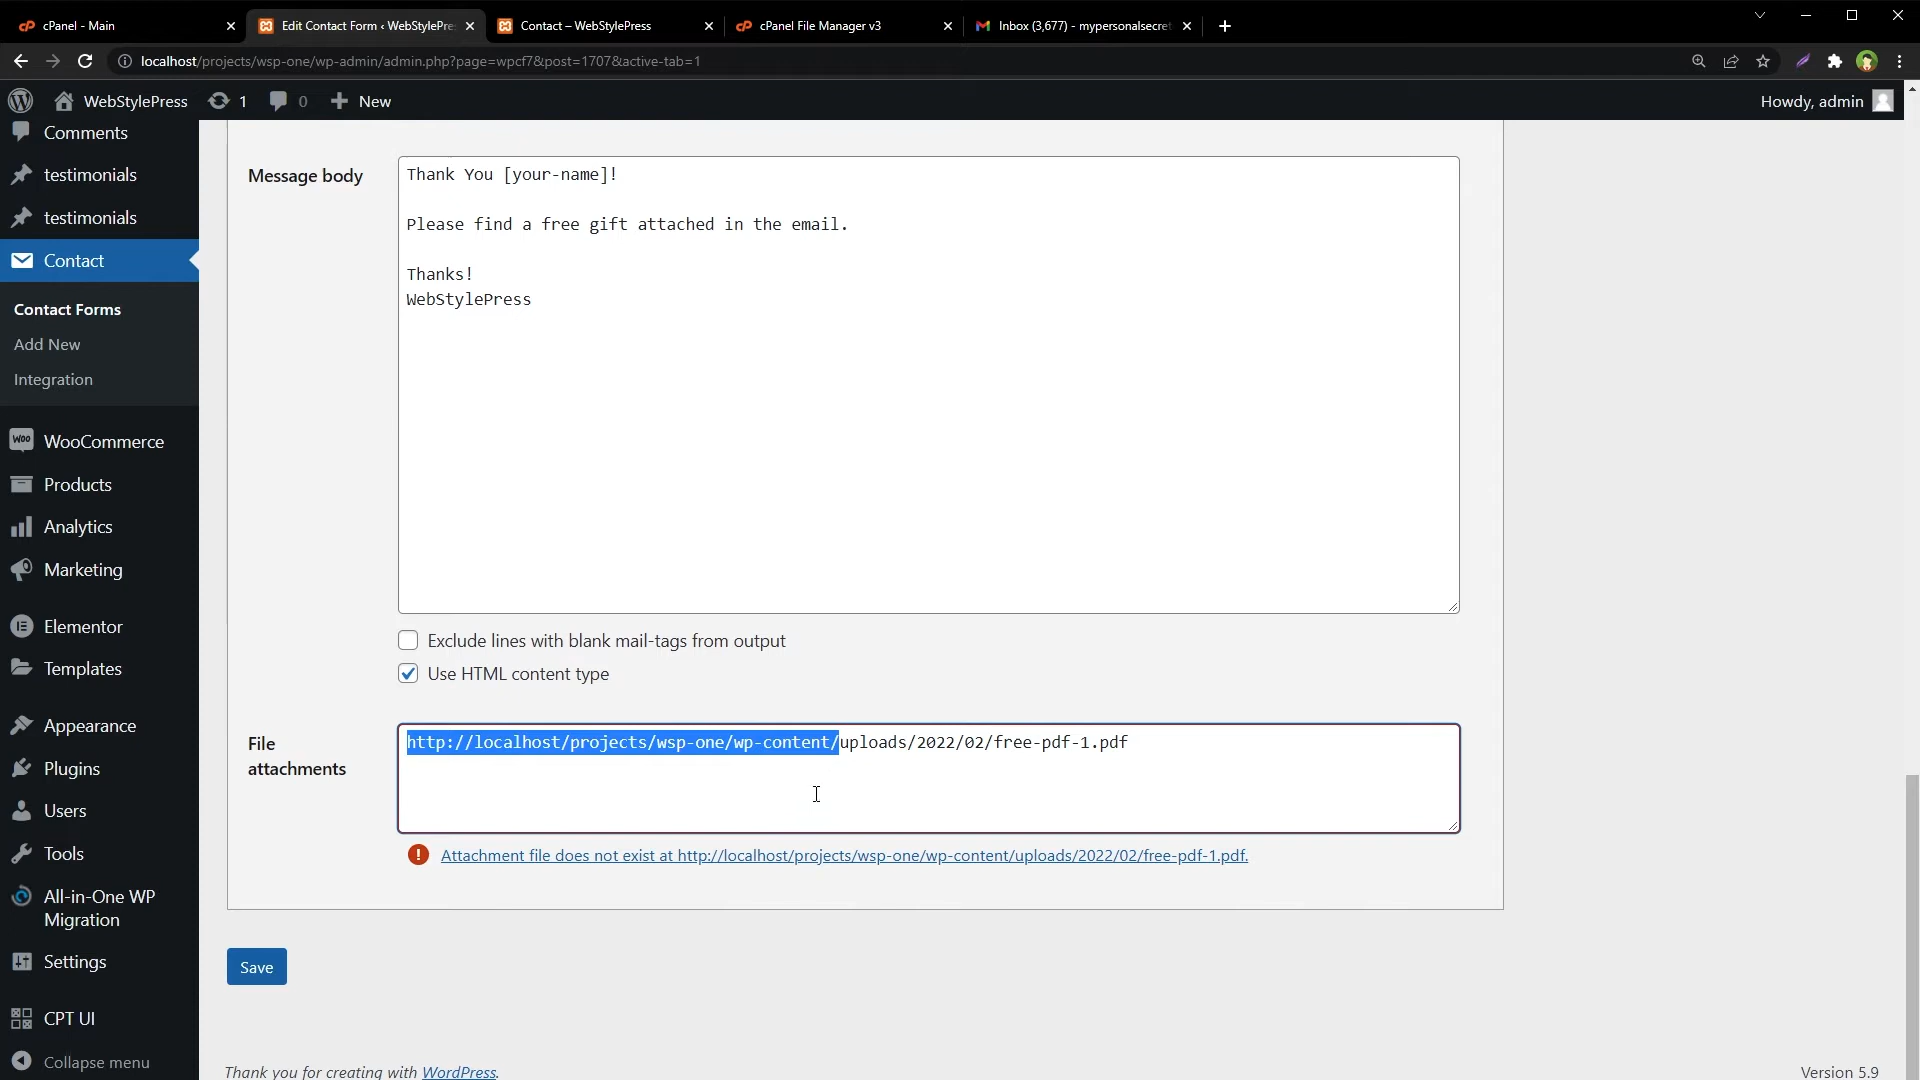 cPanel - Main
Edit Contact Form ‹ WebStylePre
Contact – WebStylePress
cPanel File Manager v3
Inbox (3,677) - mypersonalsecret
localhost/projects/wsp-one/wp-admin/admin.php?page=wpcf7&post=1707&active-tab=1
WebStylePress
1
0
New
Howdy, admin
Comments
testimonials
testimonials
Contact
Contact Forms
Add New
Integration
Woo
WooCommerce
Products
Analytics
Marketing
Elementor
Templates
Appearance
Plugins
Users
Tools
All-in-One WP
Migration
Settings
CPT UI
Collapse menu
Message body
Thank You [your-name]!
Please find a free gift attached in the email.
Thanks!
WebStylePress
Exclude lines with blank mail-tags from output
Use HTML content type
File
attachments
http://localhost/projects/wsp-one/wp-content/uploads/2022/02/free-pdf-1.pdf
Attachment file does not exist at http://localhost/projects/wsp-one/wp-content/uploads/2022/02/free-pdf-1.pdf.
Save
Thank you for creating with WordPress.
Version 5.9